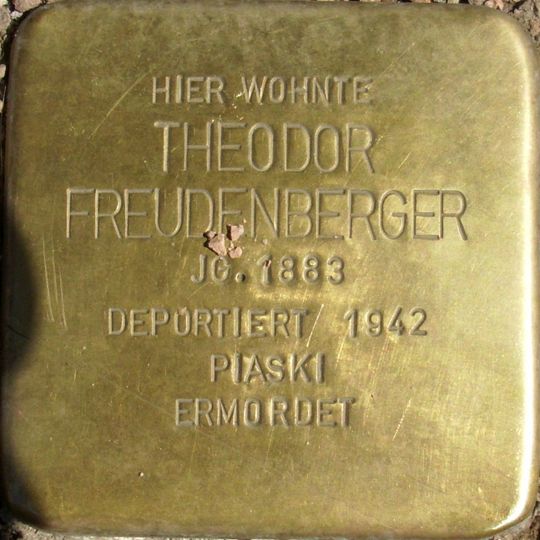 HIER WOHNTE
THEODOR
FREUDENBERGER
JG. 1883
DEPORTIERT 1942
PIASKI
ERMORDET